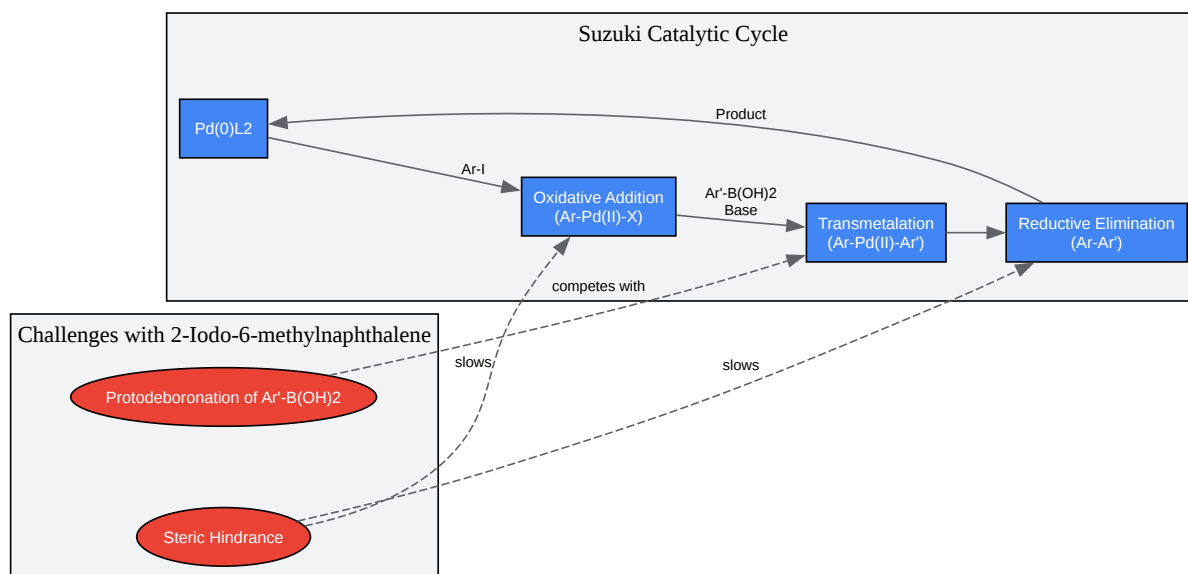 Suzuki Catalytic Cycle
Product
Pd(0)L2
Ar-I
Oxidative Addition
(Ar-Pd(II)-X)
Ar'-B(OH)2
Base
Transmetalation
(Ar-Pd(II)-Ar')
Reductive Elimination
(Ar-Ar')
competes with
Challenges with 2-Iodo-6-methylnaphthalene
slows
slows
Protodeboronation of Ar'-B(OH)2
Steric Hindrance